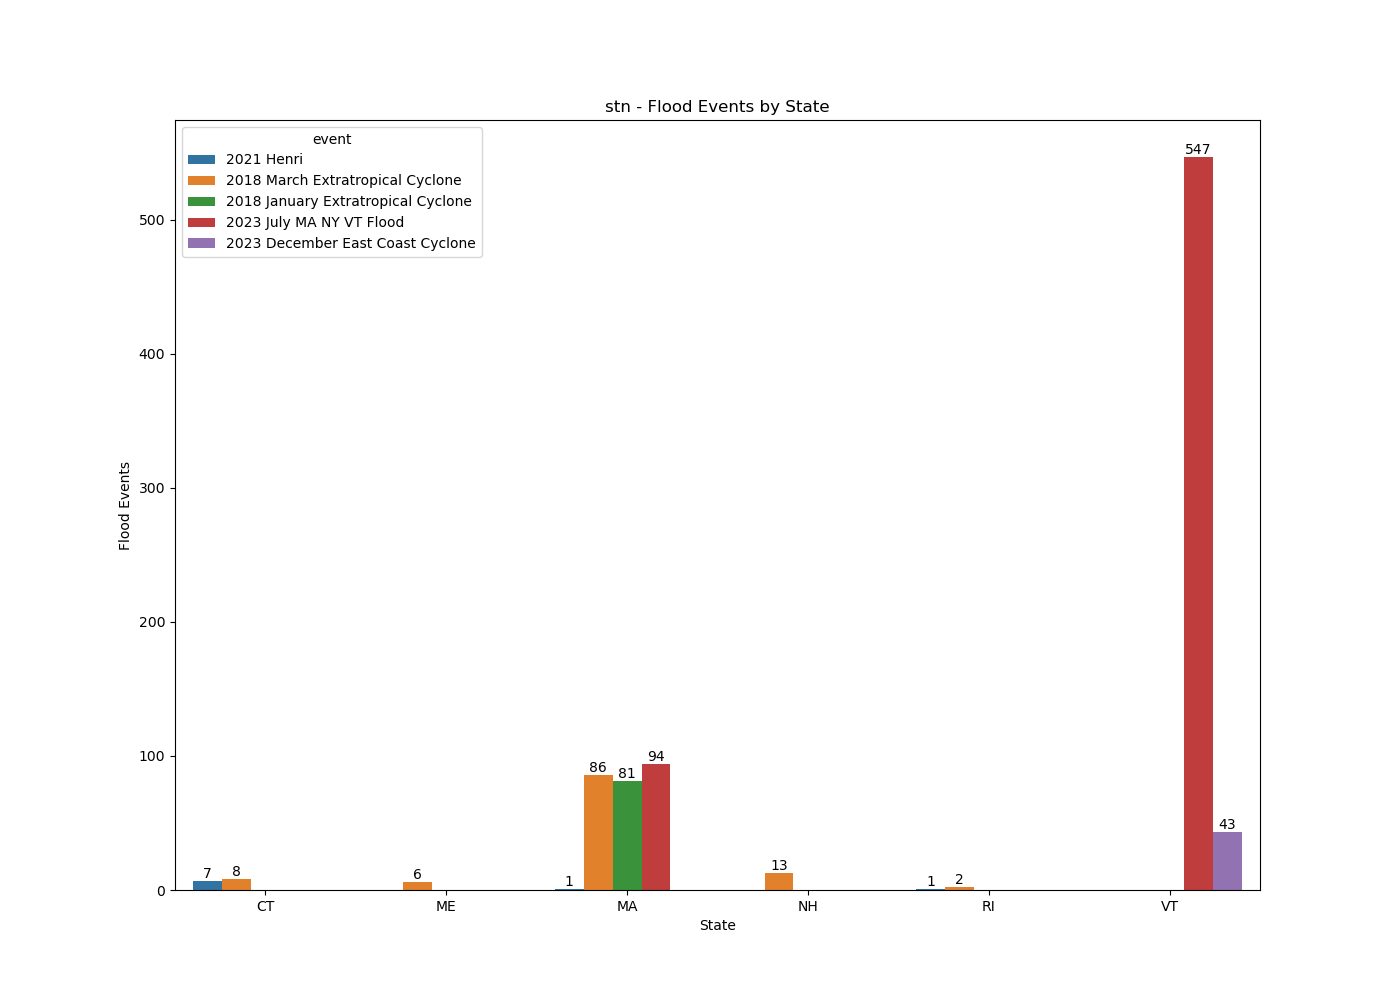 stn - Flood Events by State
event
2021 Henri
2018 March Extratropical Cyclone
2018 January Extratropical Cyclone
2023 July MA NY VT Flood
2023 December East Coast Cyclone
Flood Events
500
400
300
200
100
0
7
8
6
1
86
81
94
13
1
2
547
43
CT
ME
MA
NH
RI
VT
State